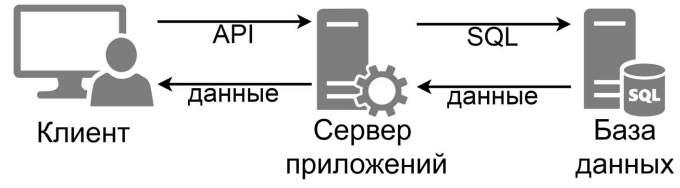 API
SQL
данные
данные
SQL
Клиент
Сервер
приложений
База
данных